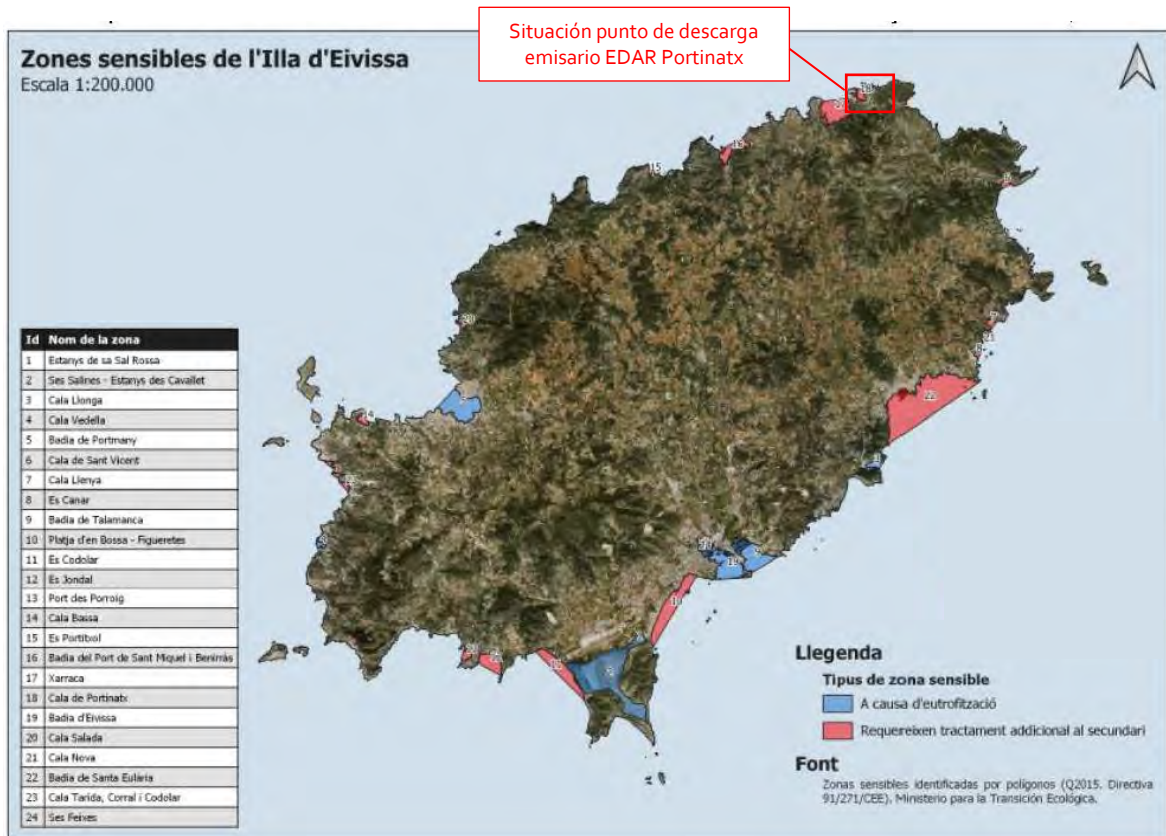 Situación punto de descarga
emisario EDAR Portinatx
Zones sensibles de l'Illa d'Eivissa
Escala 1:200.000
Id Nom de la zona
1 Estanys de sa Sal Rossa
2 Ses Salines - Estanys des Cavallet
3 Cala Llonga
4 Cala Vedella
5 Badia de Portmany
6 Cala de Sant Vicent
7 Cala Llenya
8 Es Canar
9 Badia de Talamanca
10 Platja d'en Bossa - Figueretes
11 Es Codolar
12 Es Jondal
13 Port des Porroig
14 Cala Bassa
15 Es Portitxol
16 Badia del Port de Sant Miquel i Benirràs
17 Xarraca
18 Cala de Portinatx
19 Badia d'Eivissa
20 Cala Salada
21 Cala Nova
22 Badia de Santa Eulària
23 Cala Tarida, Corral i Codolar
24 Ses Feixes
15
20
21
22
10
11
19
Llegenda
Tipus de zona sensible
A causa d'eutrofització
Requereixen tractament addicional al secundari
Font
Zonas sensibles identificadas por polígonos (Q2015. Directiva
91/271/CEE). Ministerio para la Transición Ecológica.